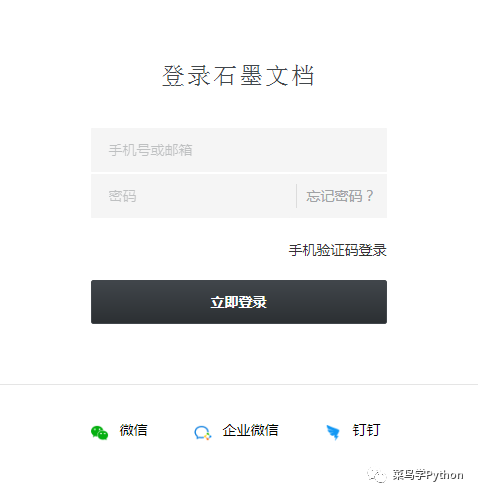 登录石墨文档
手机号或邮箱
密码 忘记密码？
手机验证码登录
立即登录
微信 企业微信 钉钉
菜鸟学Python